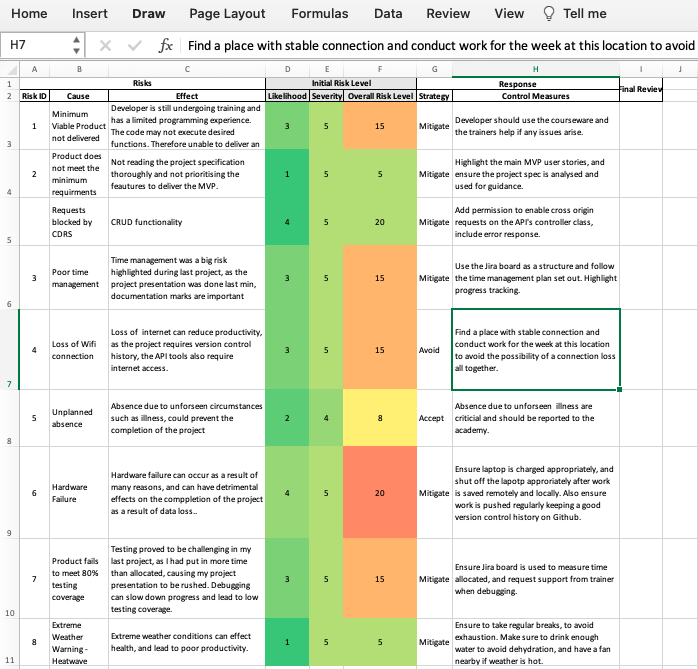 Home Insert Draw Page Layout Formulas Data Review View Tell me
H7 fx Find a place with stable connection and conduct work for the week at this location to avoid
A B C D E F G H I J
1 Risks Initial Risk Level Response
Final Review
2 Risk ID Cause Effect Likelihood Severity Overall Risk Level Strategy Control Measures
3
1
Minimum
Viable Product
not delivered
Developer is still undergoing training and
has a limited programming experience.
The code may not execute desired
functions. Therefore unable to deliver an
3 5 15 Mitigate
Developer should use the courseware and
the trainers help if any issues arise.
4
2
Product does
not meet the
minimum
requirments
Not reading the project specification
thoroughly and not prioritising the
feautures to deliver the MVP.
1 5 5 Mitigate
Highlight the main MVP user stories, and
ensure the project spec is analysed and
used for guidance.
5
Requests
blocked by
CDRS
CRUD functionality
4 5 20 Mitigate
Add permission to enable cross origin
requests on the API's controller class,
include error response.
6
3
Poor time
management
Time management was a big risk
highlighted during last project, as the
project presentation was done last min,
documentation marks are important
3 5 15 Mitigate
Use the Jira board as a structure and follow
the time management plan set out. Highlight
progress tracking.
7
4
Loss of Wifi
connection
Loss of internet can reduce productivity,
as the project requires version control
history, the API tools also require
internet access.
3 5 15 Avoid
Find a place with stable connection and
conduct work for the week at this location
to avoid the possibility of a connection loss
all together.
8
5
Unplanned
absence
Absence due to unforseen circumstances
such as illness, could prevent the
completion of the project
2 4 8 Accept
Absence due to unforseen illness are
criticial and should be reported to the
academy.
9
6
Hardware
Failure
Hardware failure can occur as a result of
many reasons, and can have detrimental
effects on the completion of the project
as a result of data loss..
4 5 20 Mitigate
Ensure laptop is charged appropriately, and
shut off the lapotp approriately after work
is saved remotely and locally. Also ensure
work is pushed regularly keeping a good
version control history on Github.
10
7
Product fails
to meet 80%
testing
coverage
Testing proved to be challenging in my
last project, as I had put in more time
than allocated, causing my project
presentation to be rushed. Debugging
can slow down progress and lead to low
testing coverage.
3 5 15 Mitigate
Ensure Jira board is used to measure time
allocated, and request support from trainer
when debugging.
11
8
Extreme
Weather
Warning -
Heatwave
Extreme weather conditions can effect
health, and lead to poor productivity.
1 5 5 Mitigate
Ensure to take regular breaks, to avoid
exhaustion. Make sure to drink enough
water to avoid dehydration, and have a fan
nearby if weather is hot.